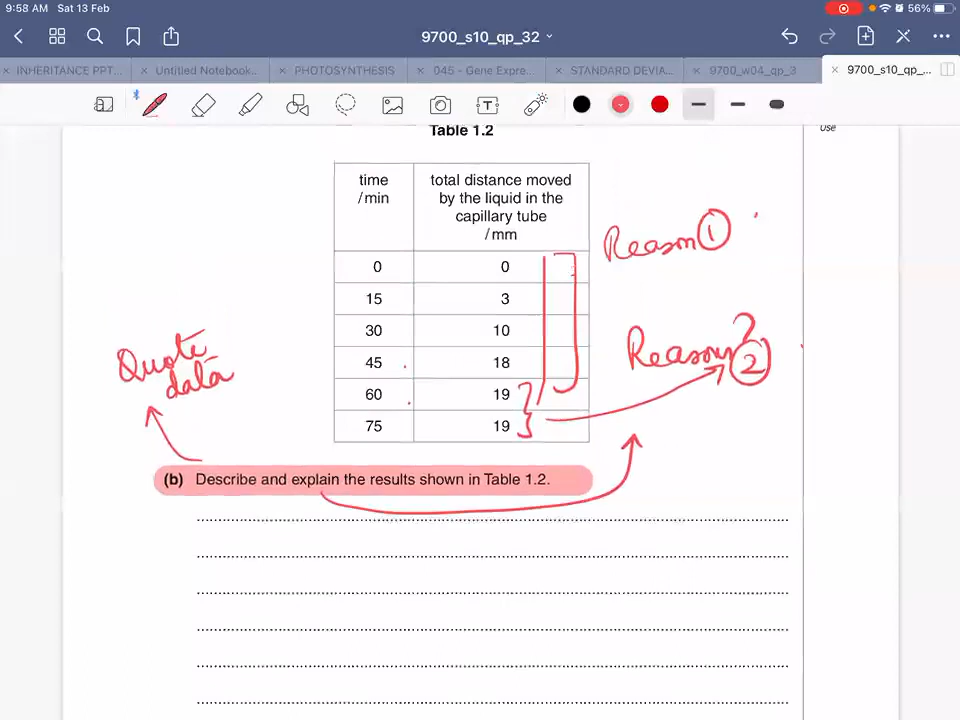 9:58 AM Sat 13 Feb
56%
9700_s10_qp_32
INHERITANCE PPT...
Untitled Notebook...
PHOTOSYNTHESIS
045 - Gene Expre...
STANDARD DEVIA...
9700_w04_qp_3
9700_s10_qp_...
Table 1.2
Use
time
/min
total distance moved
by the liquid in the
capillary tube
/mm
0 0
15 3
30 10
45 18
60 19
75 19
Reason 1
Reason 2
Quote
data
(b) Describe and explain the results shown in Table 1.2.